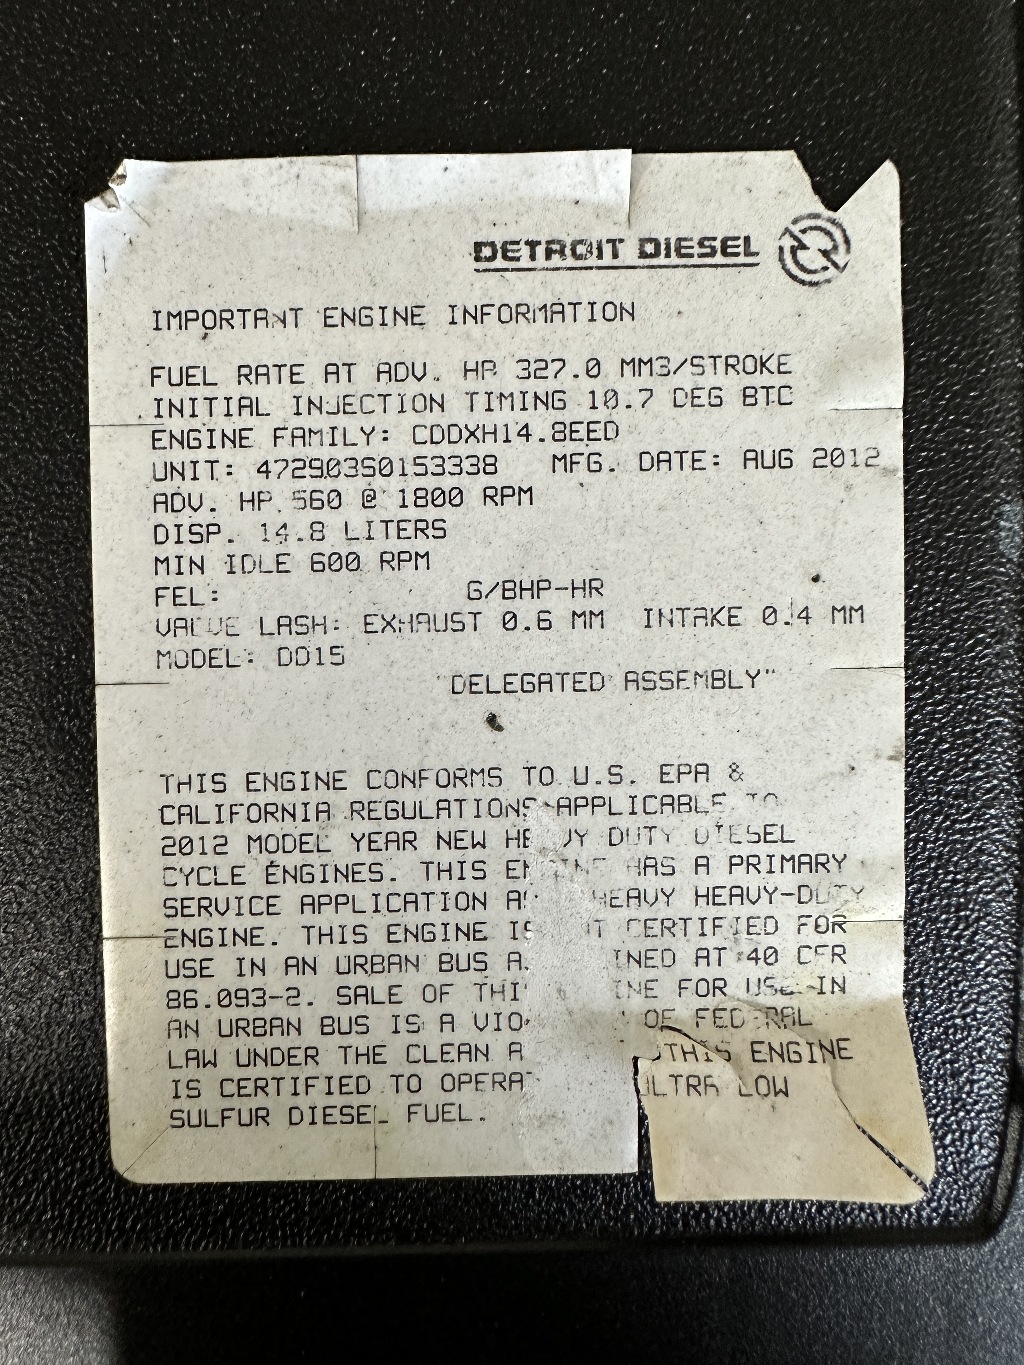 DETROIT DIESEL
IMPORTANT ENGINE INFORMATION
FUEL RATE AT ADV. HP 327.0 MM3/STROKE
INITIAL INJECTION TIMING 10.7 DEG BTC
ENGINE FAMILY: CDDXH14.8EED
UNIT: 472903S0153338 MFG. DATE: AUG 2012
ADV. HP 560 @ 1800 RPM
DISP. 14.8 LITERS
MIN IDLE 600 RPM
FEL: G/BHP-HR
VALVE LASH: EXHAUST 0.6 MM INTAKE 0.4 MM
MODEL: DD15
"DELEGATED ASSEMBLY"
THIS ENGINE CONFORMS TO U.S. EPA &
CALIFORNIA REGULATIONS APPLICABLE TO
2012 MODEL YEAR NEW HEAVY DUTY DIESEL
CYCLE ENGINES. THIS ENGINE HAS A PRIMARY
SERVICE APPLICATION AS HEAVY HEAVY-DUTY
ENGINE. THIS ENGINE IS CERTIFIED FOR
USE IN AN URBAN BUS AT 40 CFR
86.093-2. SALE OF THIS FOR USE IN
AN URBAN BUS IS A OF FEDERAL
LAW UNDER THE CLEAN THIS ENGINE
IS CERTIFIED TO ULTRA LOW
SULFUR DIESEL FUEL.